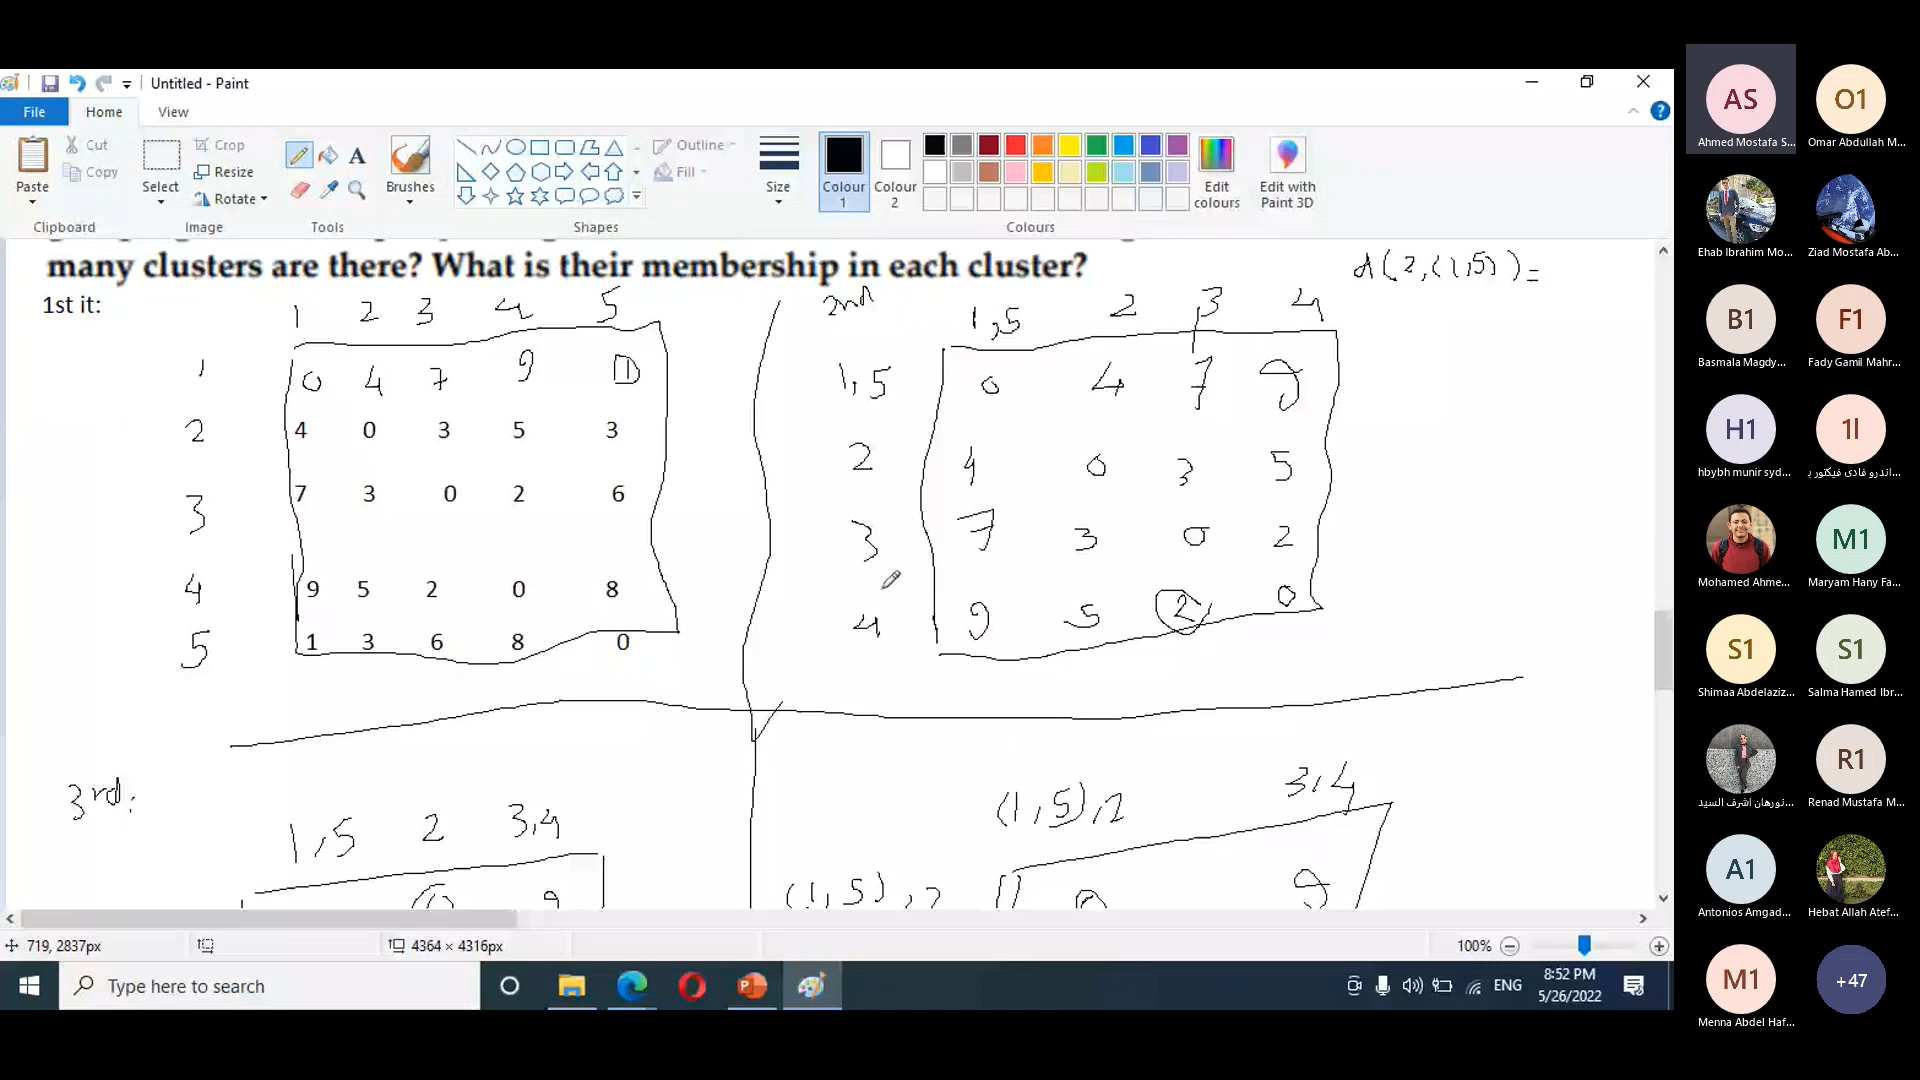 Untitled - Paint
File Home View
Paste
Cut
Copy
Clipboard
Select
Crop
Resize
Rotate
Image
Tools
Brushes
Shapes
Outline
Fill
Size
Colour 1
Colour 2
Edit colours
Edit with Paint 3D
Colours
many clusters are there? What is their membership in each cluster?
d(2,(1,5)) =
1st it:
1 2 3 4 5
1 0 4 7 9 1
2 4 0 3 5 3
3 7 3 0 2 6
4 9 5 2 0 8
5 1 3 6 8 0
2nd
1,5 2 3 4
1,5 0 4 7 9
2 4 0 3 5
3 7 3 0 2
4 9 5 2 0
3rd:
1,5 2 3,4
(1,5),2 3,4
(1,5),2
719, 2837px
4364 × 4316px
100%
Type here to search
ENG
8:52 PM
5/26/2022
AS
Ahmed Mostafa S...
O1
Omar Abdullah M...
Ehab Ibrahim Mo...
Ziad Mostafa Ab...
B1
Basmala Magdy...
F1
Fady Gamil Mahr...
H1
hbybh munir syd...
1l
اندرو فادى فيكتور ب...
Mohamed Ahme...
M1
Maryam Hany Fa...
S1
Shimaa Abdelaziz...
S1
Salma Hamed Ibr...
نورهان اشرف السيد...
R1
Renad Mustafa M...
A1
Antonios Amgad...
Hebat Allah Atef...
M1
Menna Abdel Haf...
+47